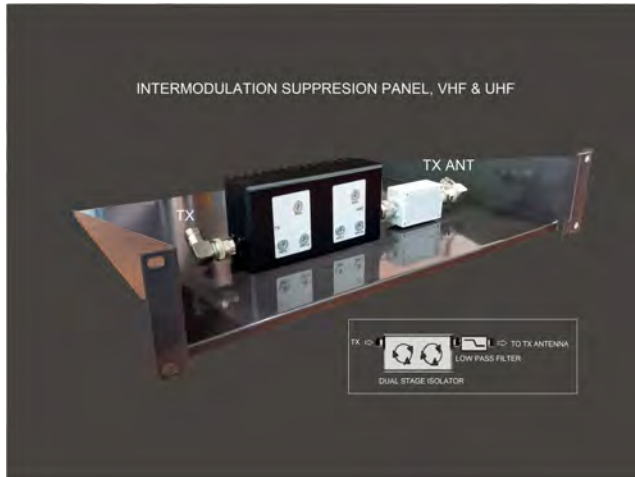 INTERMODULATION SUPPRESION PANEL, VHF & UHF
TX ANT
TX
TX
TO TX ANTENNA
LOW PASS FILTER
DUAL STAGE ISOLATOR